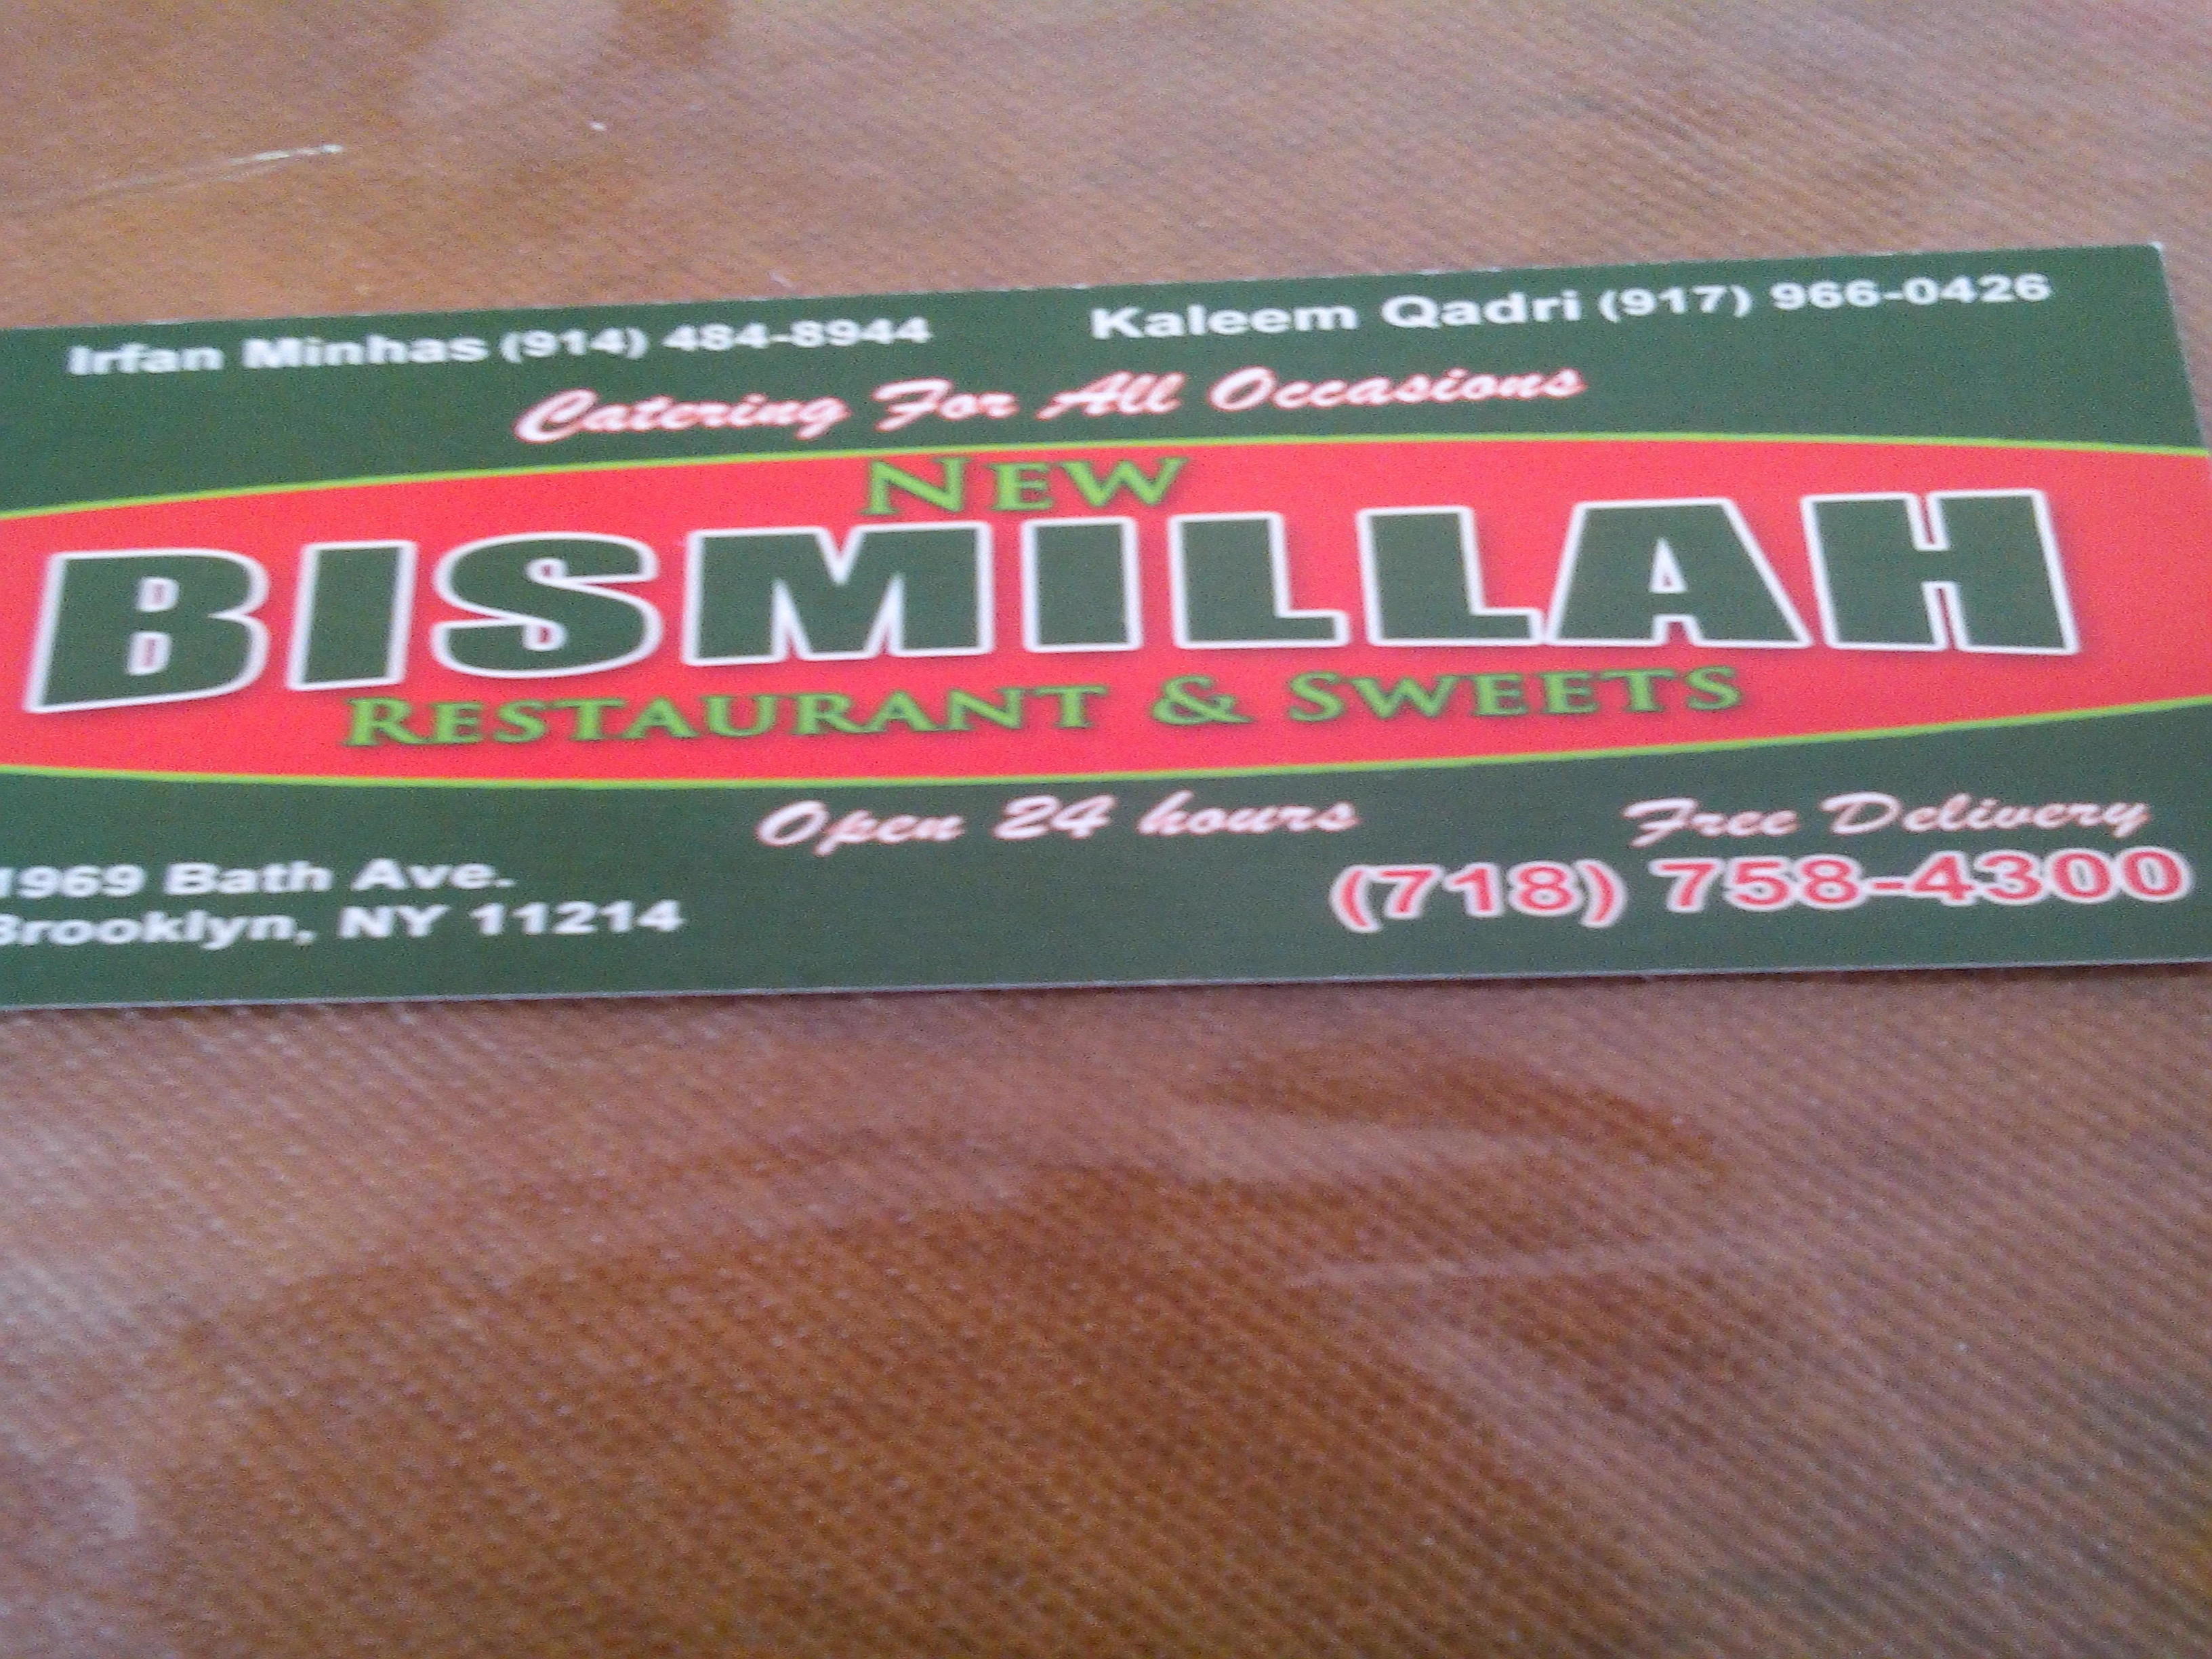 Irfan Minhas (914) 484-8944 Kaleem Qadri (917) 966-0426
Catering For All Occasions
NEW
BISMILLAH
RESTAURANT & SWEETS
Open 24 hours Free Delivery
1969 Bath Ave. (718) 758-4300
Brooklyn, NY 11214